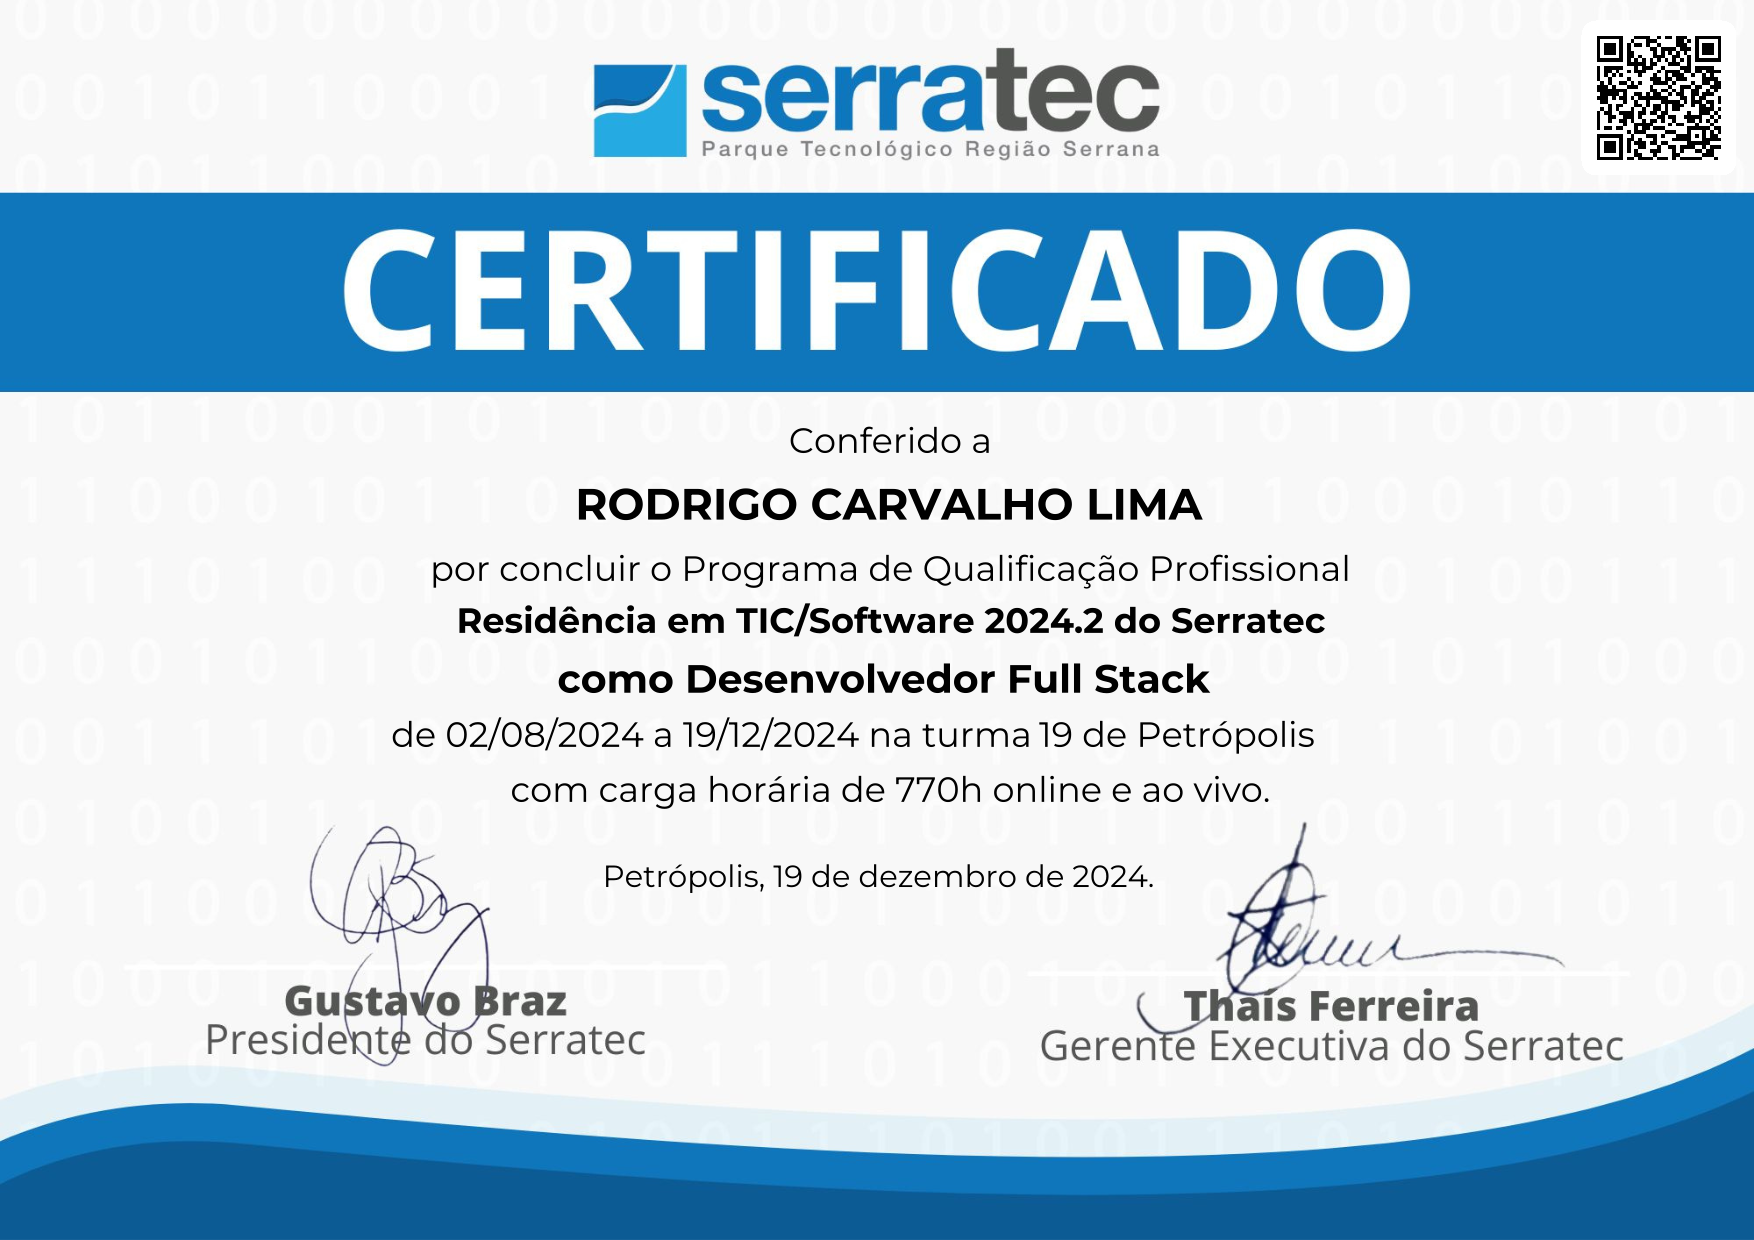 serratec
Parque Tecnológico Região Serrana
CERTIFICADO
Conferido a
RODRIGO CARVALHO LIMA
por concluir o Programa de Qualificação Profissional
Residência em TIC/Software 2024.2 do Serratec
como Desenvolvedor Full Stack
de 02/08/2024 a 19/12/2024 na turma 19 de Petrópolis
com carga horária de 770h online e ao vivo.
Petrópolis, 19 de dezembro de 2024.
Gustavo Braz
Presidente do Serratec
Thaís Ferreira
Gerente Executiva do Serratec